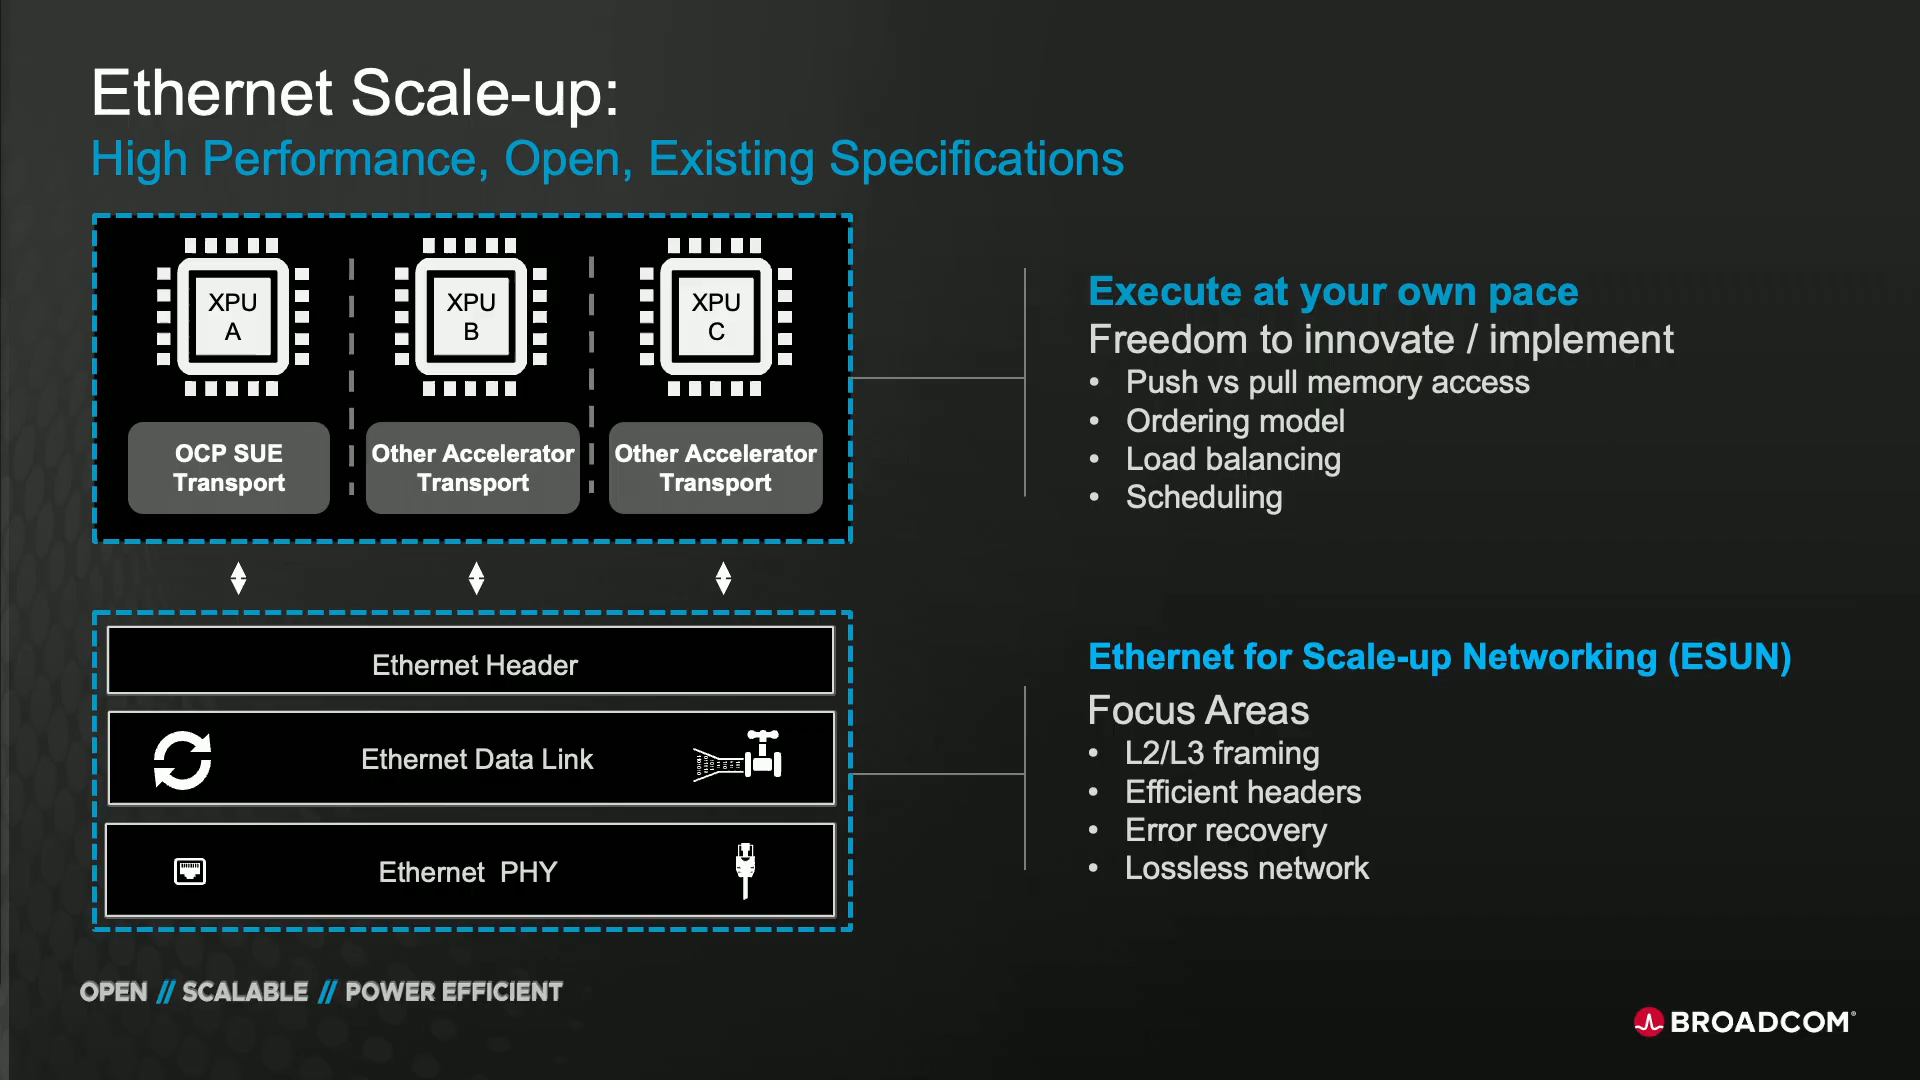 Ethernet Scale-up:
High Performance, Open, Existing Specifications
XPU
A
XPU
B
XPU
C
OCP SUE
Transport
Other Accelerator
Transport
Other Accelerator
Transport
Execute at your own pace
Freedom to innovate / implement
• Push vs pull memory access
• Ordering model
• Load balancing
• Scheduling
Ethernet Header
Ethernet Data Link
Ethernet PHY
Ethernet for Scale-up Networking (ESUN)
Focus Areas
• L2/L3 framing
• Efficient headers
• Error recovery
• Lossless network
OPEN // SCALABLE // POWER EFFICIENT
BROADCOM®